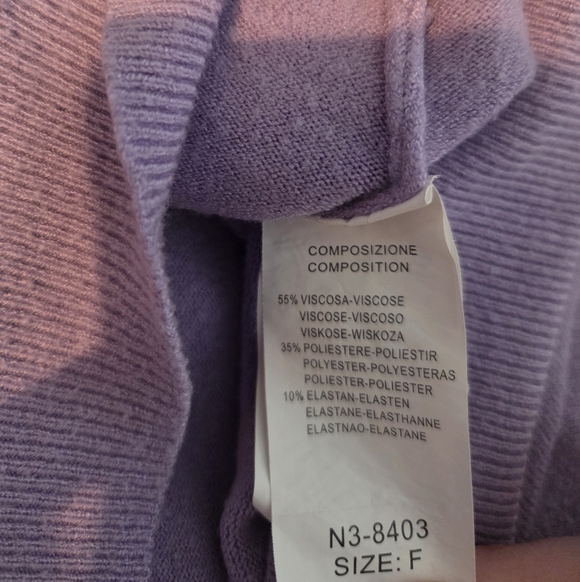 COMPOSIZIONE
COMPOSITION
55% VISCOSA-VISCOSE
VISCOSE-VISCOSO
VISKOSE-WISKOZA
35% POLIESTERE-POLIESTIR
POLYESTER-POLYESTERAS
POLIESTER-POLIESTER
10% ELASTAN-ELASTEN
ELASTANE-ELASTHANNE
ELASTNAO-ELASTANE
N3-8403
SIZE: F